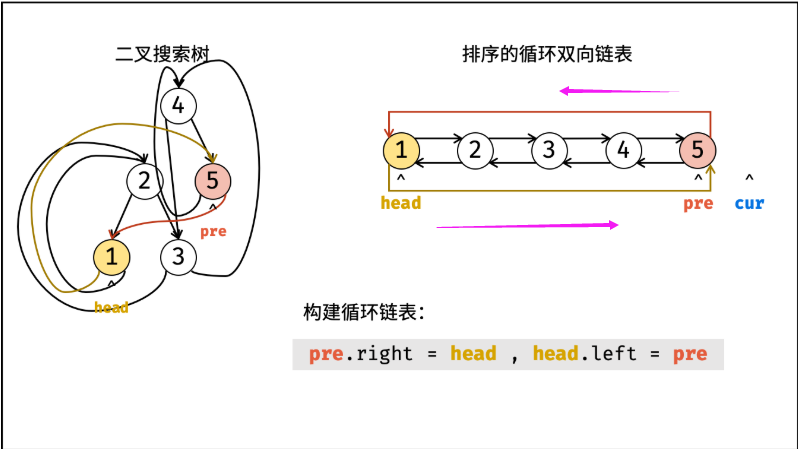 二叉搜索树
排序的循环双向链表
4
2
5
pre
1
3
head
1 2 3 4 5
^ ^ ^
head pre cur
构建循环链表：
pre.right = head , head.left = pre